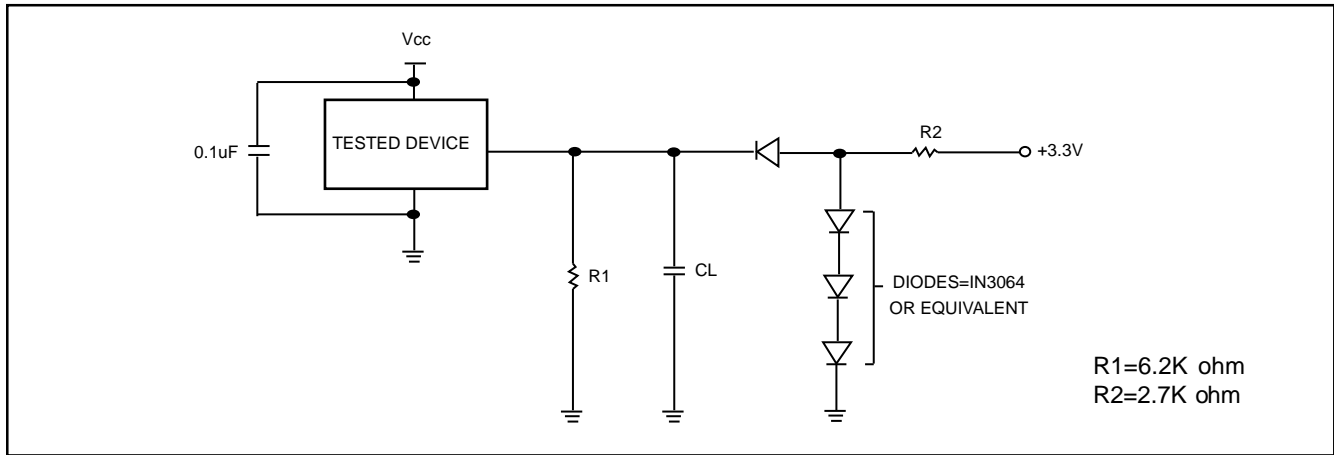 Vcc
0.1uF
TESTED DEVICE
R2
+3.3V
R1
CL
DIODES=IN3064
OR EQUIVALENT
R1=6.2K ohm
R2=2.7K ohm